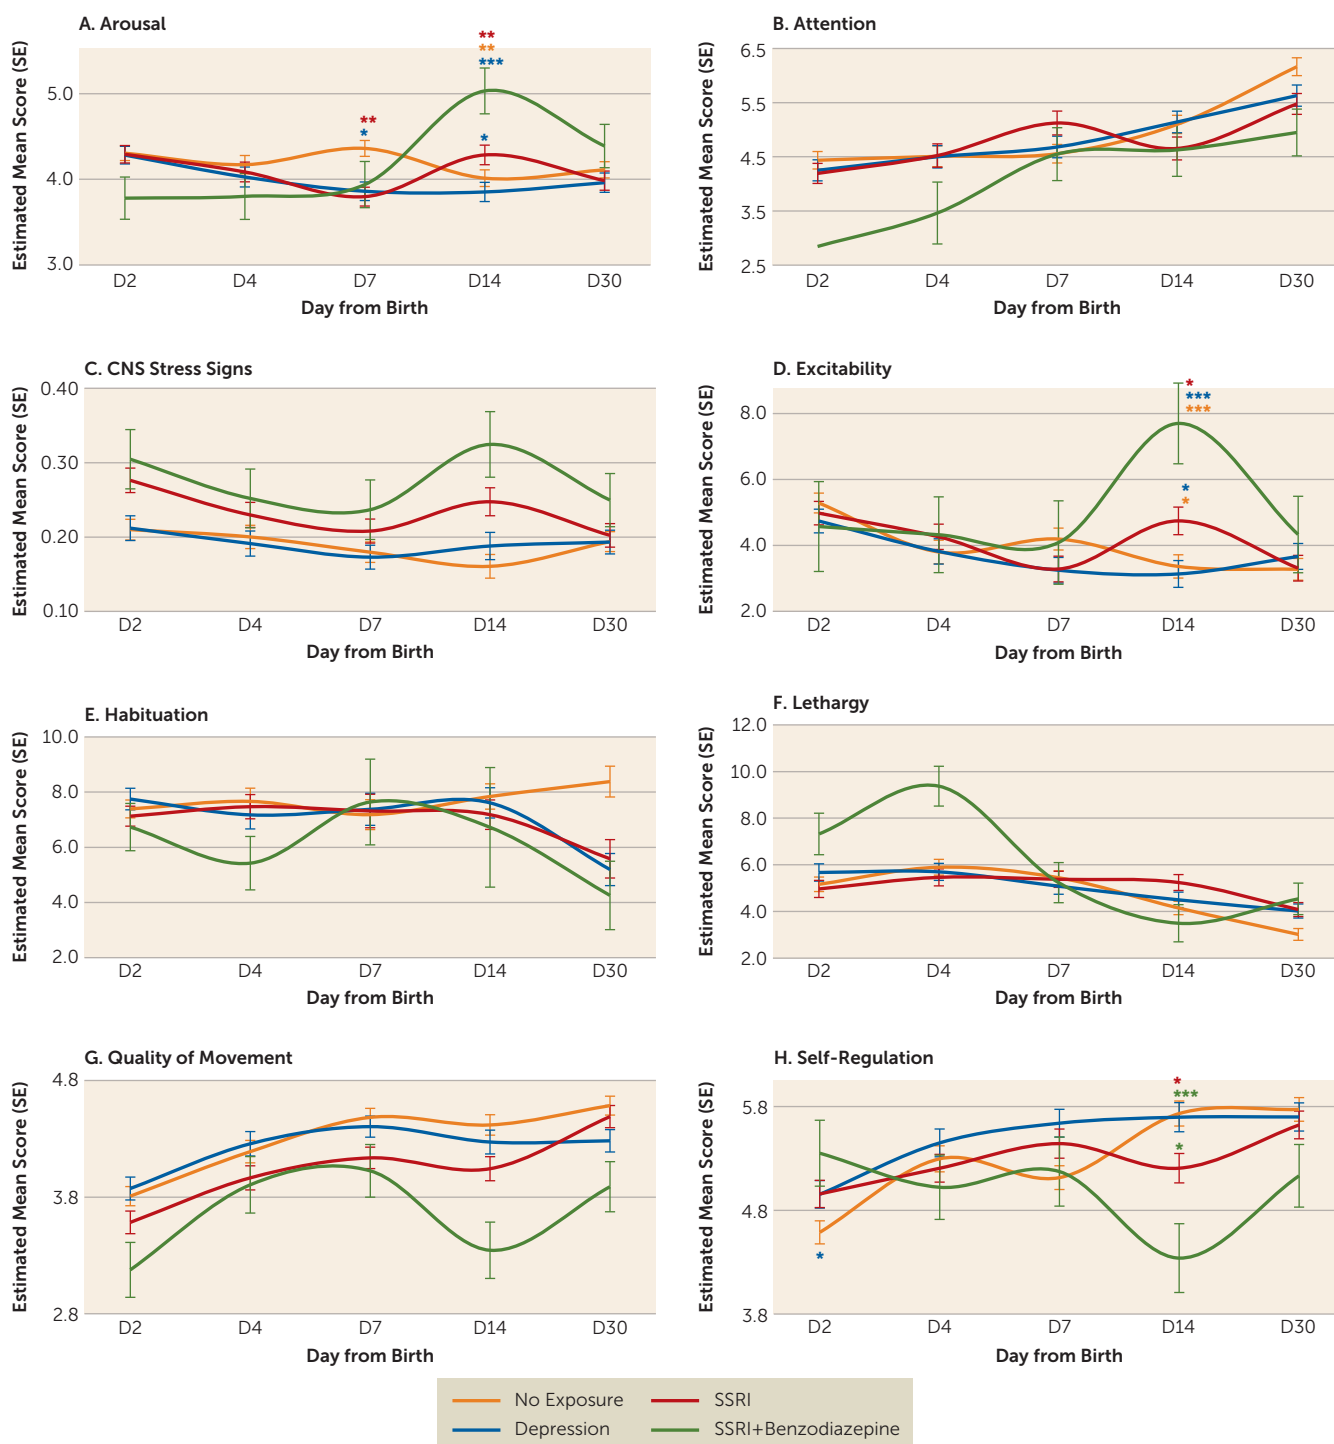 A. Arousal
Estimated Mean Score (SE)
5.0
4.0
3.0
**
**
***
**
*
*
D2 D4 D7 D14 D30
Day from Birth
B. Attention
Estimated Mean Score (SE)
6.5
5.5
4.5
3.5
2.5
D2 D4 D7 D14 D30
Day from Birth
C. CNS Stress Signs
Estimated Mean Score (SE)
0.40
0.30
0.20
0.10
D2 D4 D7 D14 D30
Day from Birth
D. Excitability
Estimated Mean Score (SE)
8.0
6.0
4.0
2.0
*
***
***
*
*
D2 D4 D7 D14 D30
Day from Birth
E. Habituation
Estimated Mean Score (SE)
10.0
8.0
6.0
4.0
2.0
D2 D4 D7 D14 D30
Day from Birth
F. Lethargy
Estimated Mean Score (SE)
12.0
10.0
8.0
6.0
4.0
2.0
D2 D4 D7 D14 D30
Day from Birth
G. Quality of Movement
Estimated Mean Score (SE)
4.8
3.8
2.8
D2 D4 D7 D14 D30
Day from Birth
H. Self-Regulation
Estimated Mean Score (SE)
5.8
4.8
3.8
*
***
*
*
D2 D4 D7 D14 D30
Day from Birth
No Exposure SSRI
Depression SSRI+Benzodiazepine